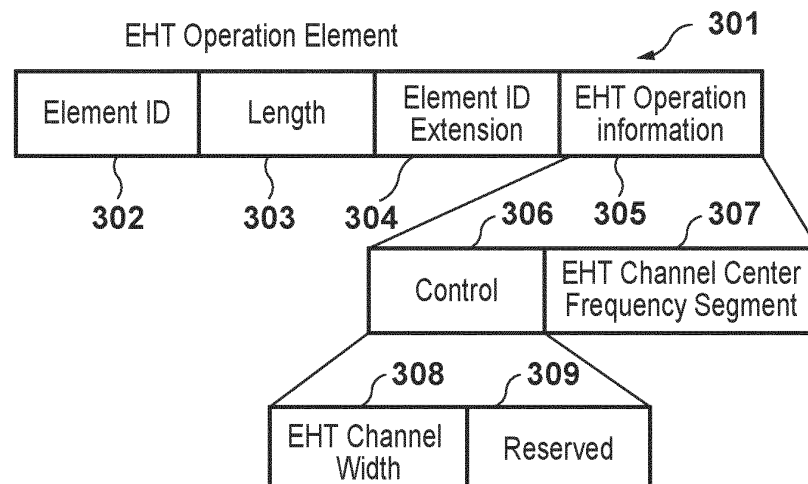 EHT Operation Element
301
Element ID
Length
Element ID
Extension
EHT Operation
information
302
303
304
305
306
307
Control
EHT Channel Center
Frequency Segment
308
309
EHT Channel
Width
Reserved